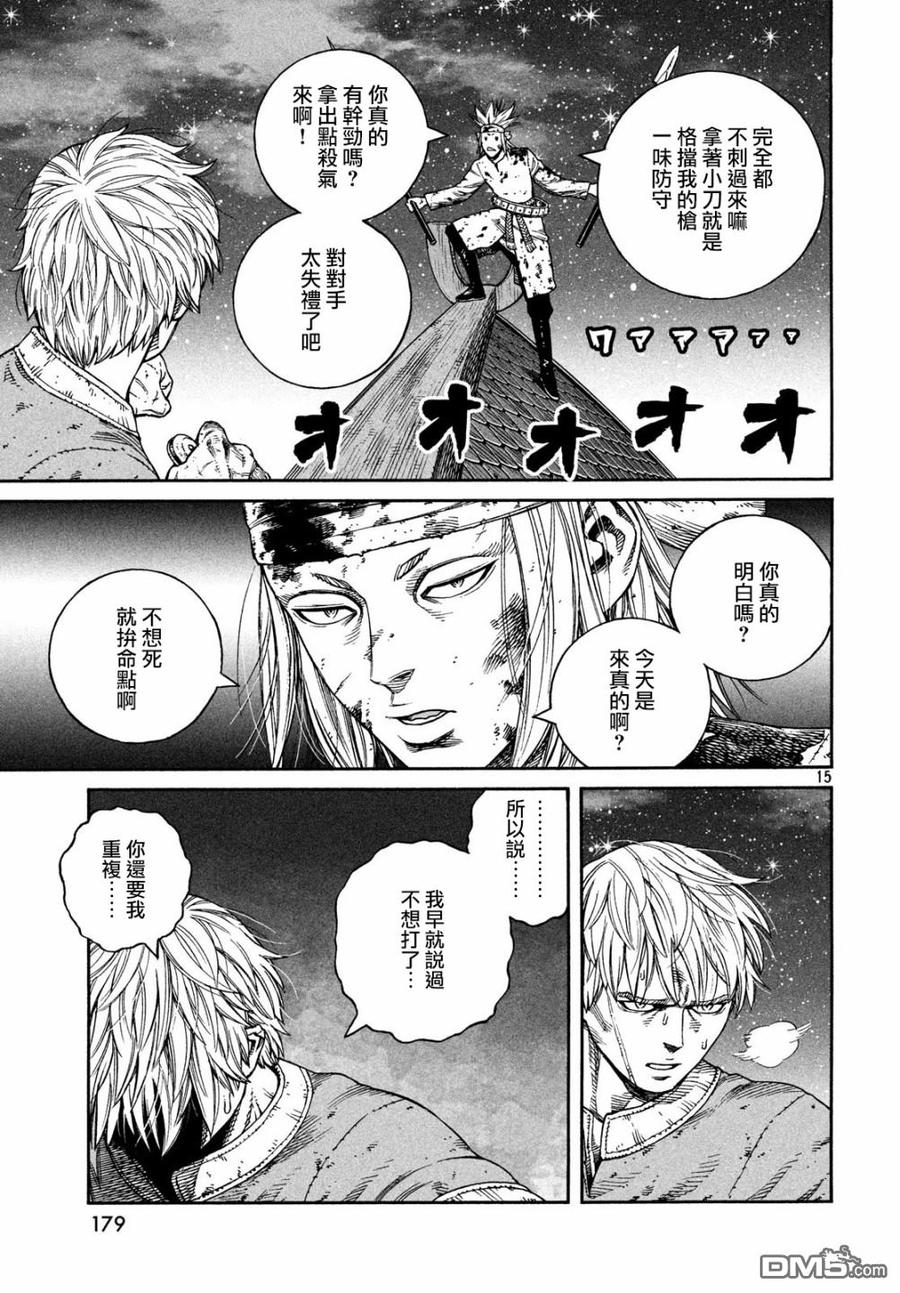 完全都
不刺過來嘛
拿著小刀就是
格擋我的槍
一味防守
你真的
有幹勁嗎?
拿出點殺氣
來啊!
對對手
太失禮了吧
ワアアアラァァァ
オオオオオ
你真的
明白嗎?
今天是
來真的啊?
不想死
就拚命點啊
15
………………
所以說……
我早就說過
不想打了…
你還要我
重複……
179
DM5.com